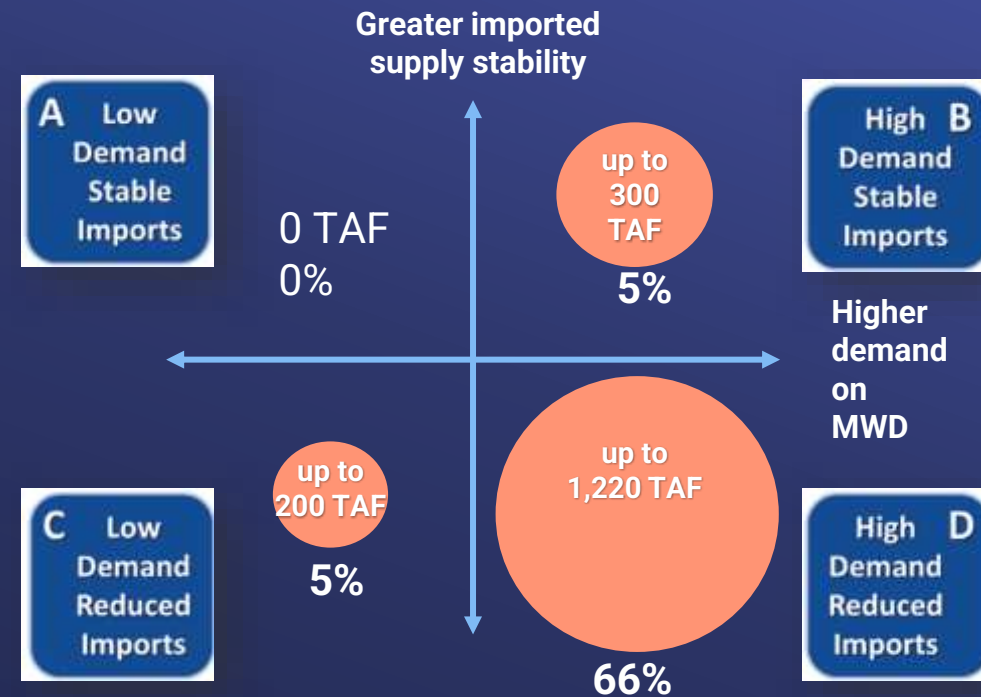 Greater imported
supply stability
A Low
Demand
Stable
Imports
0 TAF
0%
up to
300
TAF
5%
High B
Demand
Stable
Imports
Higher
demand
on
MWD
C Low
Demand
Reduced
Imports
up to
200 TAF
5%
up to
1,220 TAF
66%
High D
Demand
Reduced
Imports